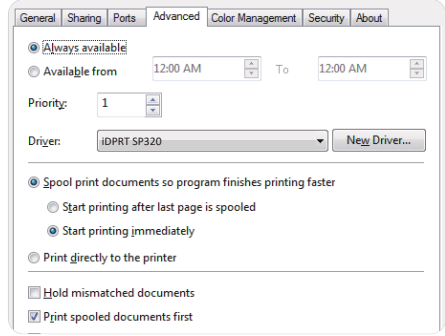 General Sharing Ports Advanced Color Management Security About
Always available
Available from 12:00 AM To 12:00 AM
Priority: 1
Driver: iDPRT SP320 New Driver...
Spool print documents so program finishes printing faster
Start printing after last page is spooled
Start printing immediately
Print directly to the printer
Hold mismatched documents
Print spooled documents first